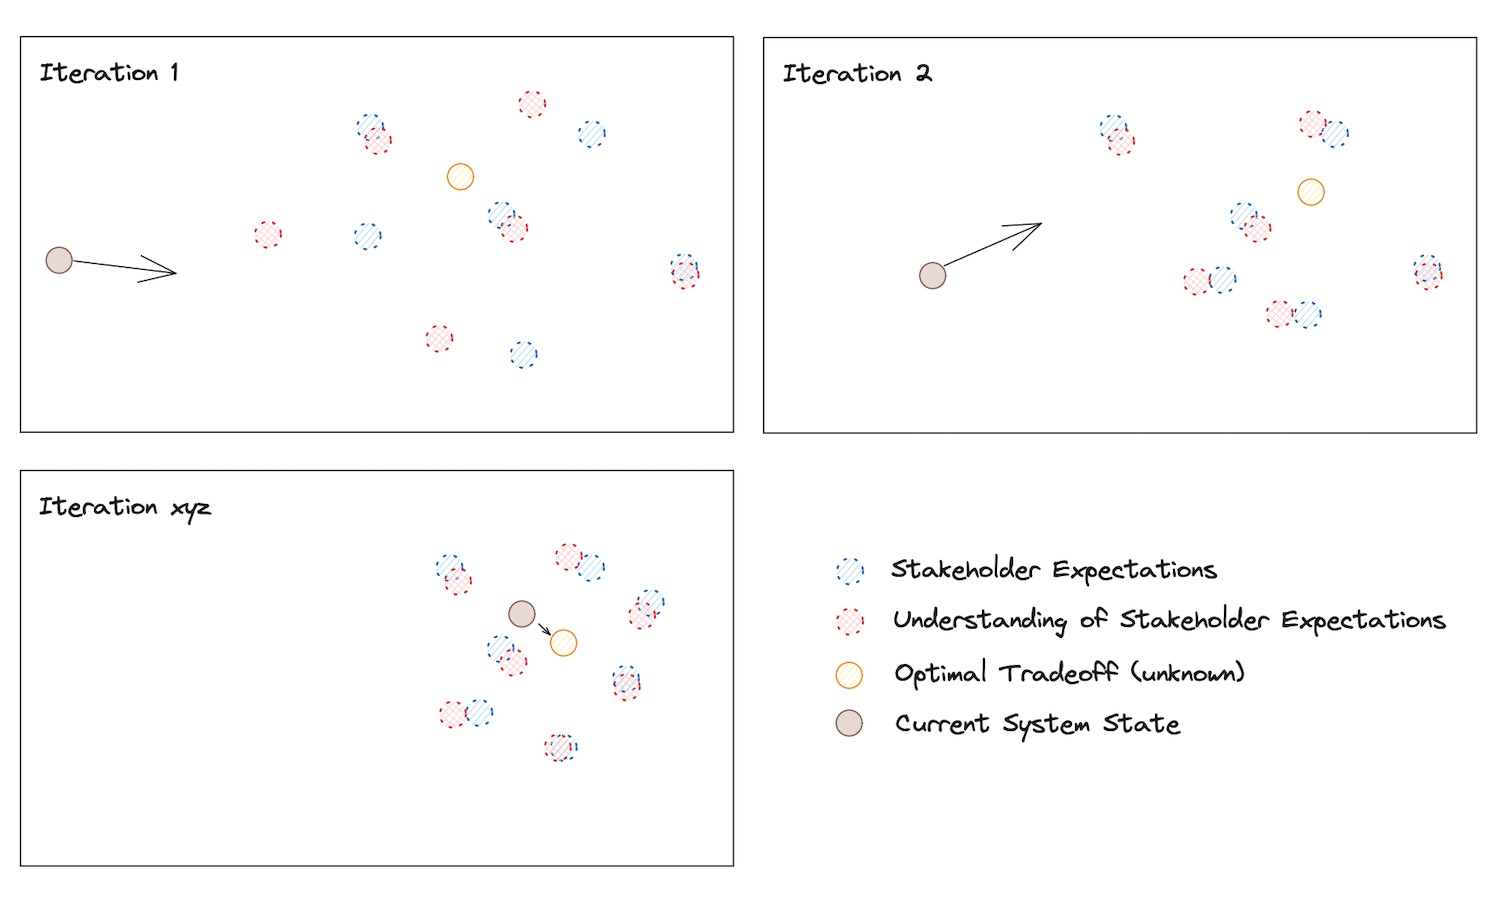 Iteration 1
Iteration 2
Iteration xyz
Stakeholder Expectations
Understanding of Stakeholder Expectations
Optimal Tradeoff (unknown)
Current System State